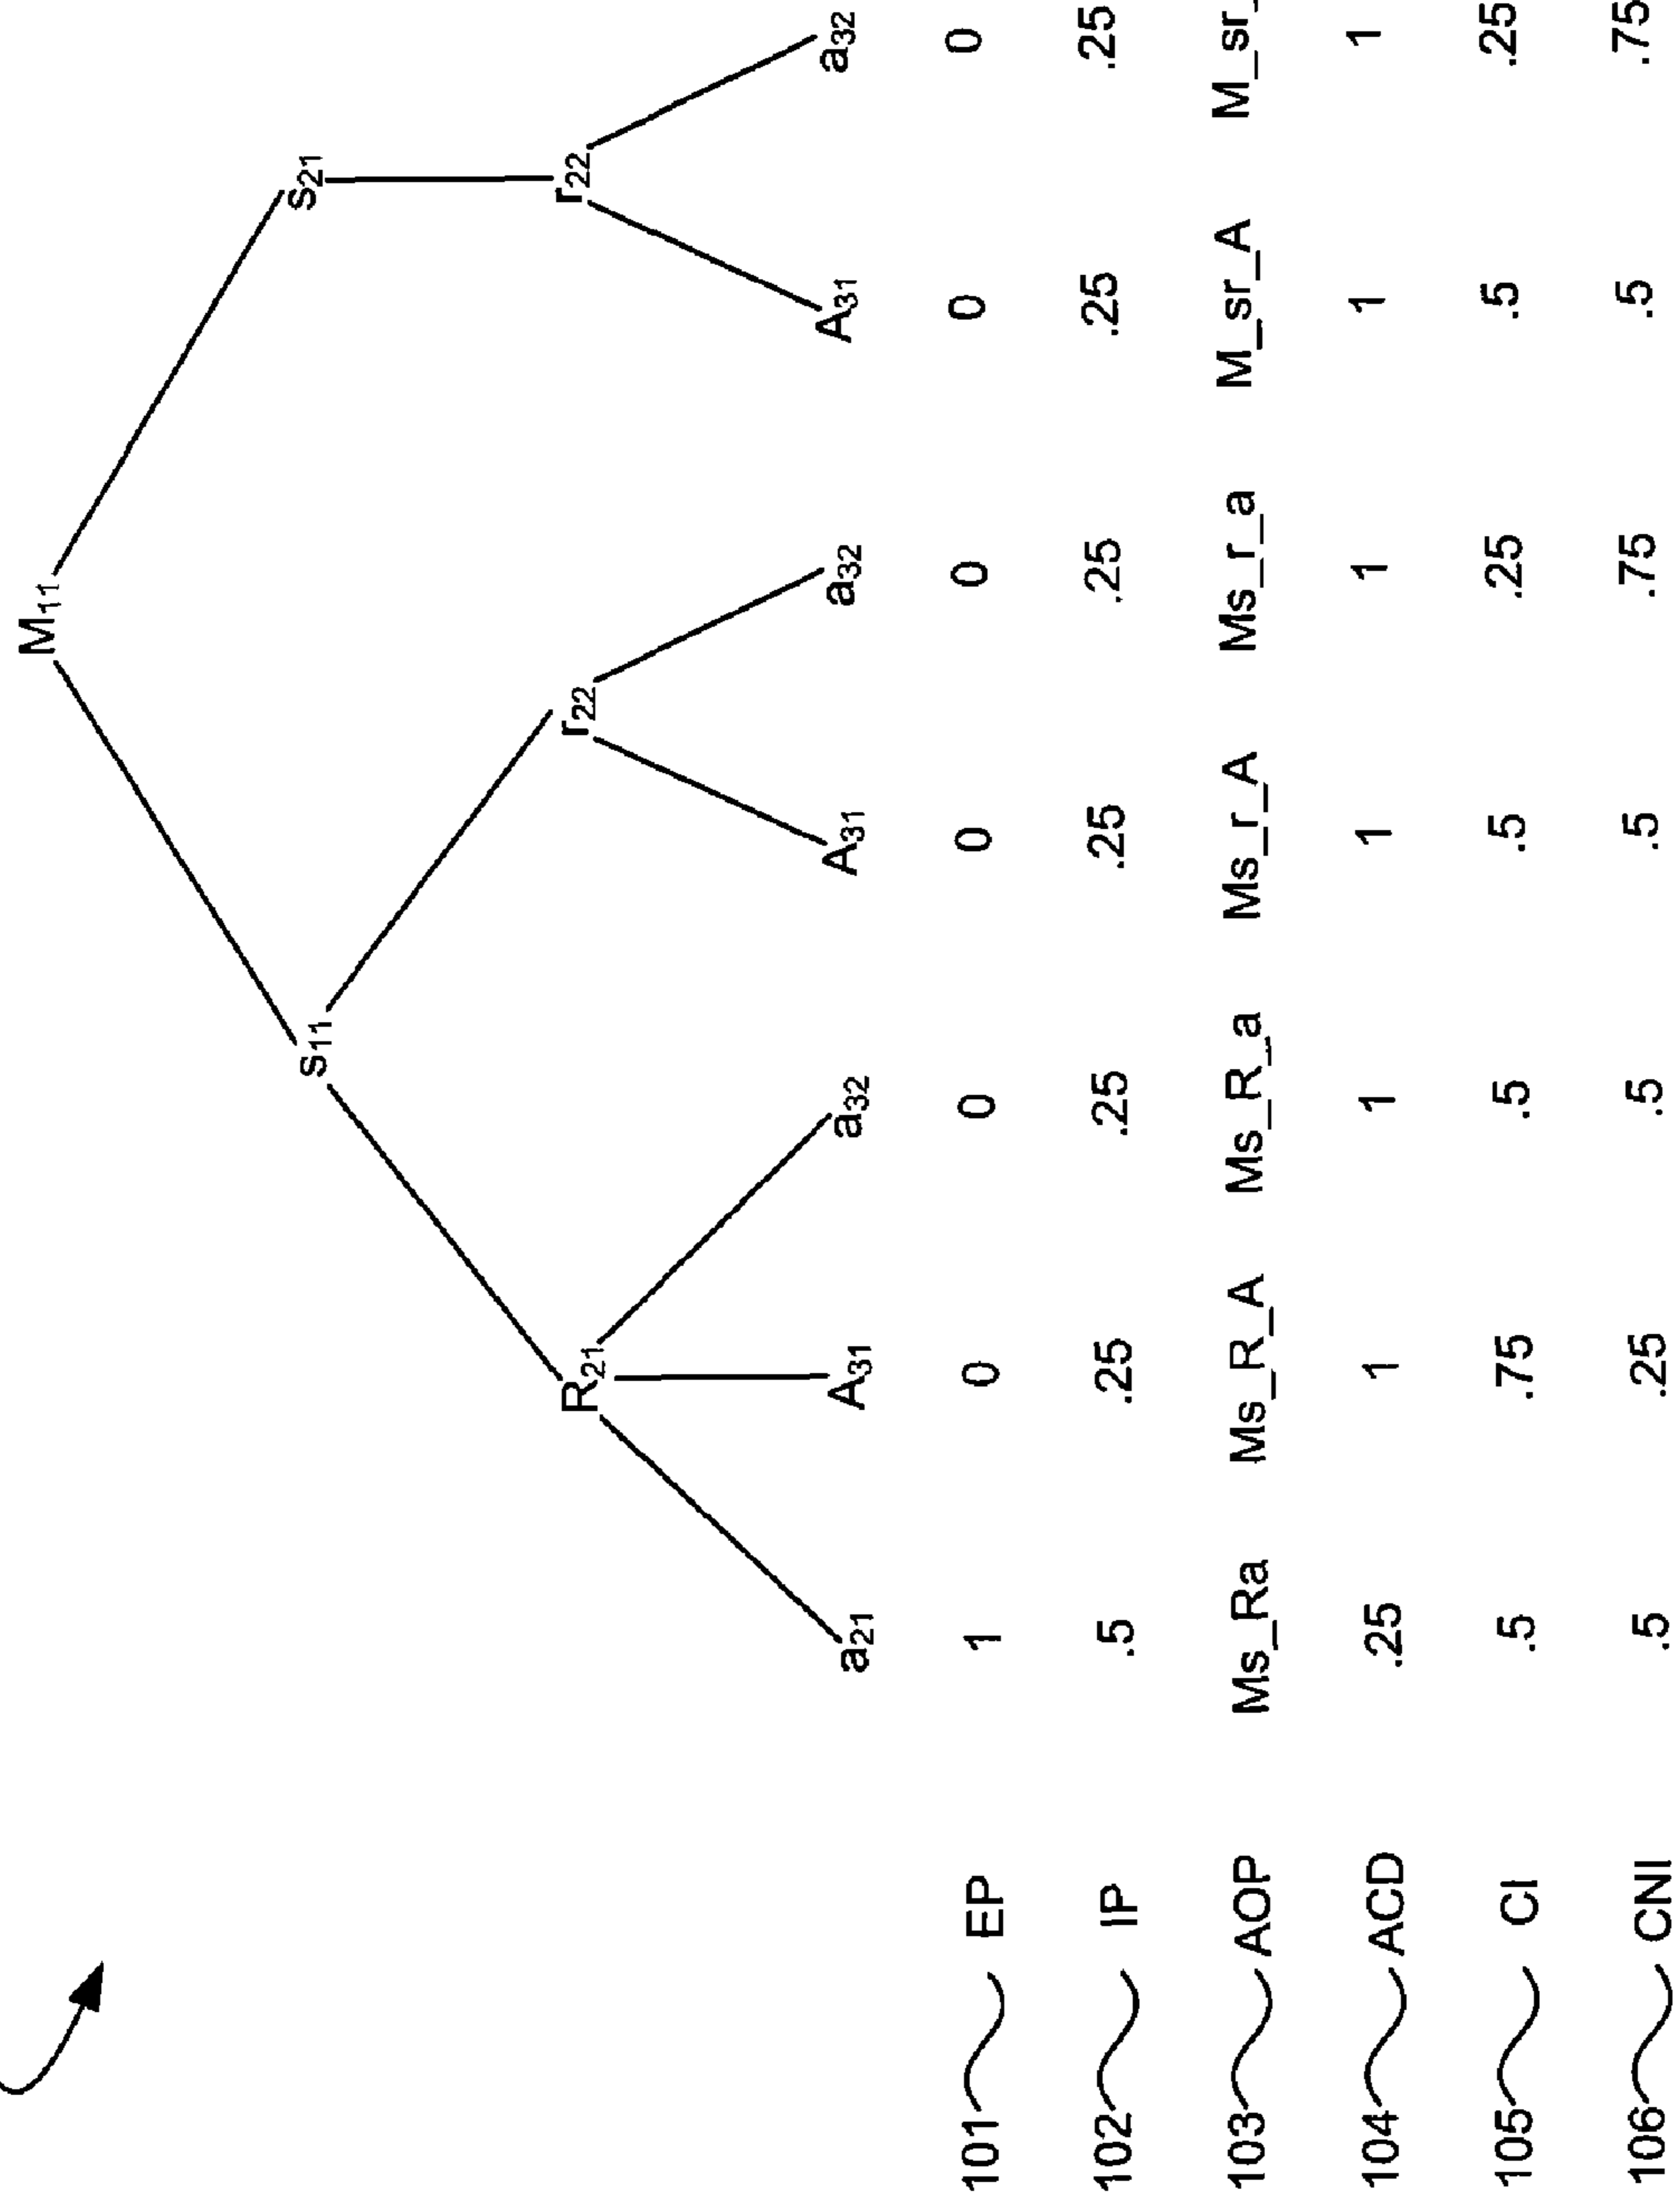 M11
s11 s21
R21 r22 r22
a21 A31 a32 A31 a32 A31 a32
101 EP 1 0 0 0 0 0 0
102 IP .5 .25 .25 .25 .25 .25 .25
103 AOP Ms_Ra Ms_R_A Ms_R_a Ms_r_A Ms_r_a M_sr_A M_sr_
104 ACD .25 1 1 1 1 1 1
105 CI .5 .75 .5 .5 .25 .5 .25
106 CNI .5 .25 .5 .5 .75 .5 .75